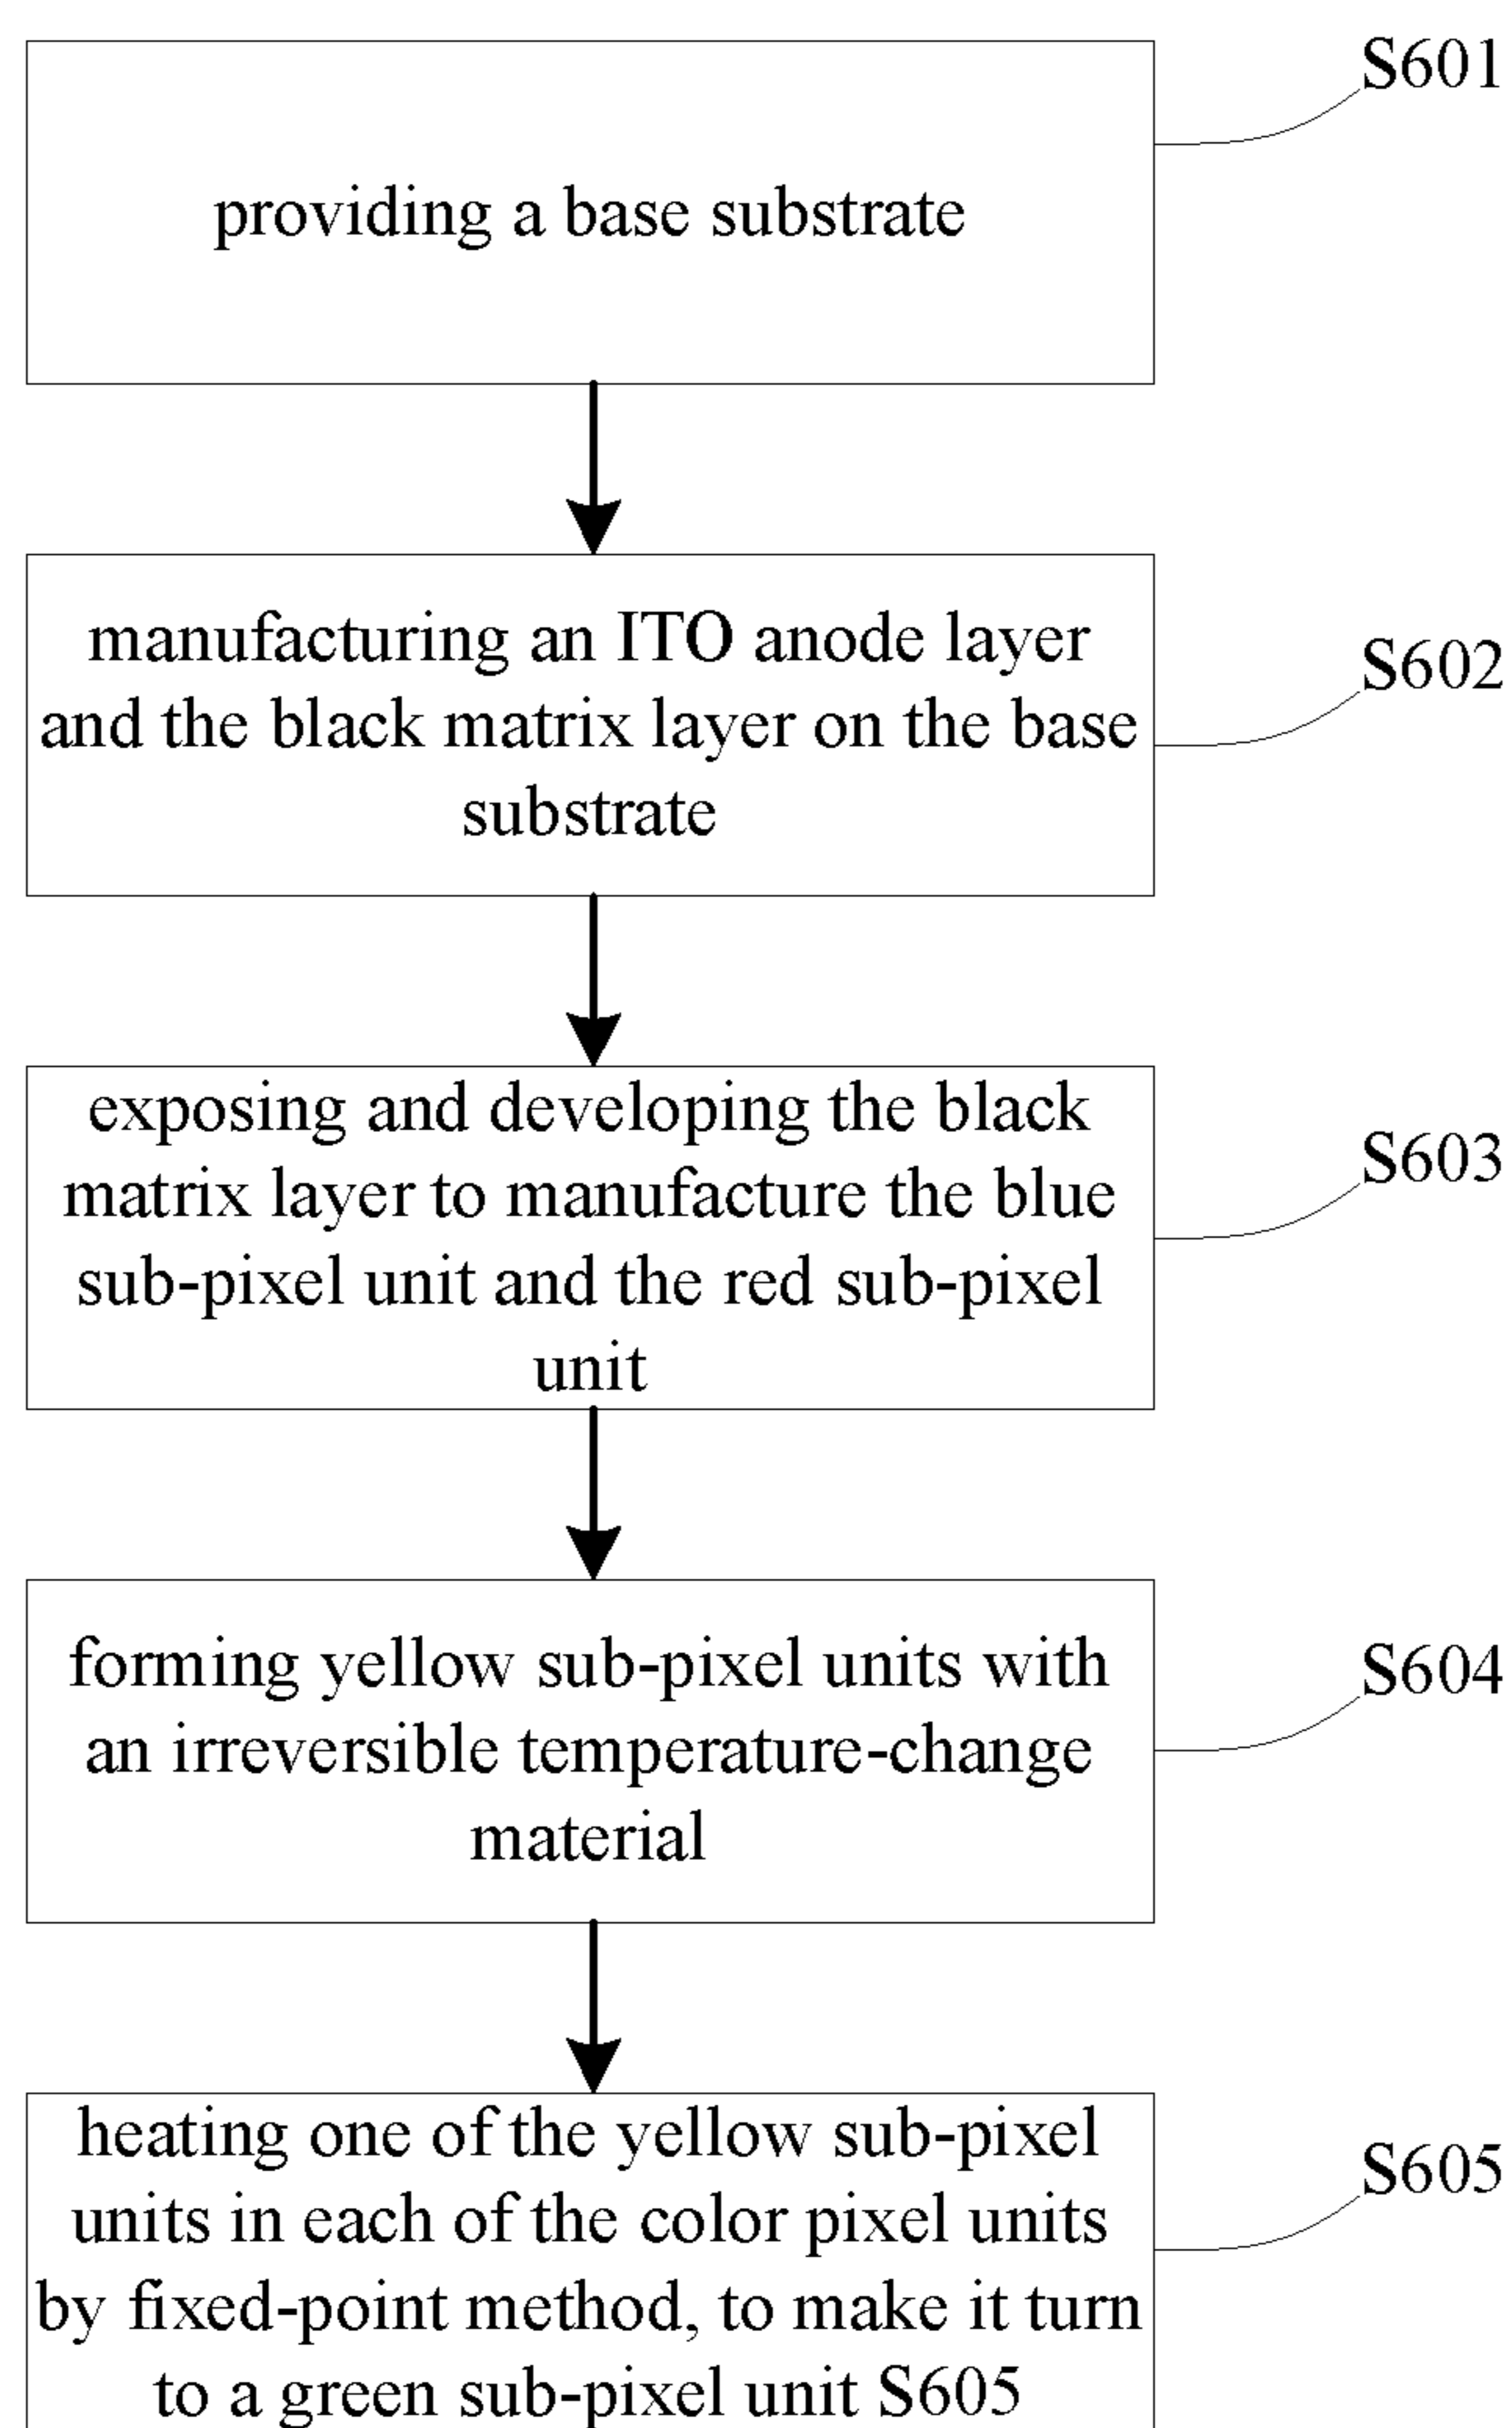 S601
providing a base substrate
manufacturing an ITO anode layer
and the black matrix layer on the base
substrate
S602
exposing and developing the black
matrix layer to manufacture the blue
sub-pixel unit and the red sub-pixel
unit
S603
forming yellow sub-pixel units with
an irreversible temperature-change
material
S604
heating one of the yellow sub-pixel
units in each of the color pixel units
by fixed-point method, to make it turn
to a green sub-pixel unit S605
S605